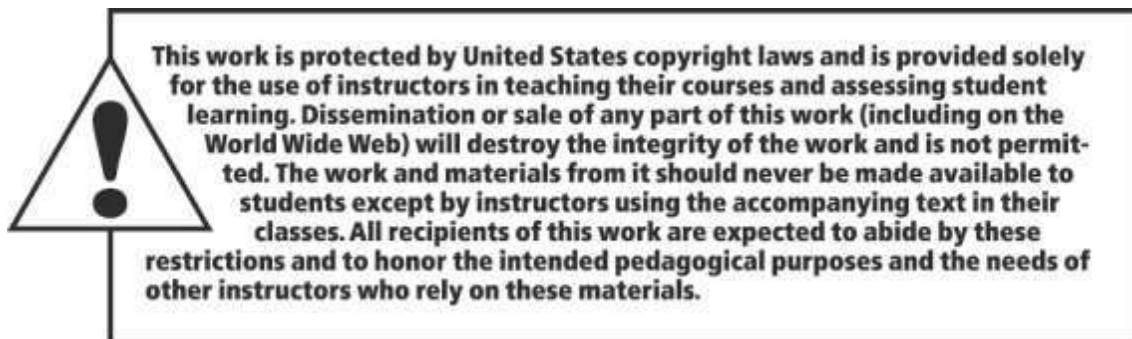 This work is protected by United States copyright laws and is provided solely
for the use of instructors in teaching their courses and assessing student
learning. Dissemination or sale of any part of this work (including on the
World Wide Web) will destroy the integrity of the work and is not permit-
ted. The work and materials from it should never be made available to
students except by instructors using the accompanying text in their
classes. All recipients of this work are expected to abide by these
restrictions and to honor the intended pedagogical purposes and the needs of
other instructors who rely on these materials.